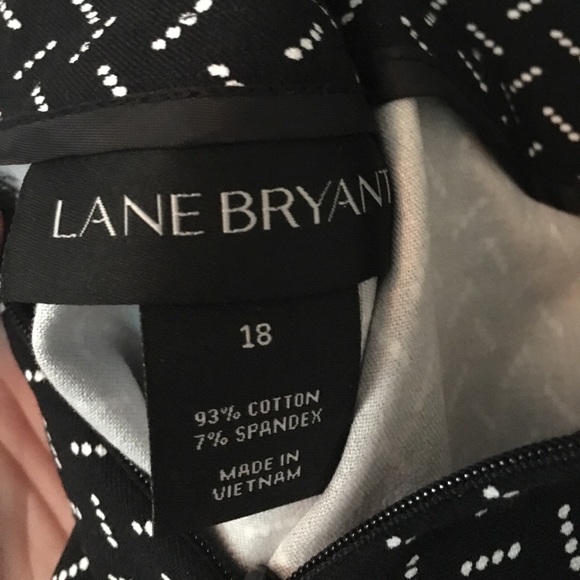 LANE BRYANT
18
93% COTTON
7% SPANDEX
MADE IN
VIETNAM